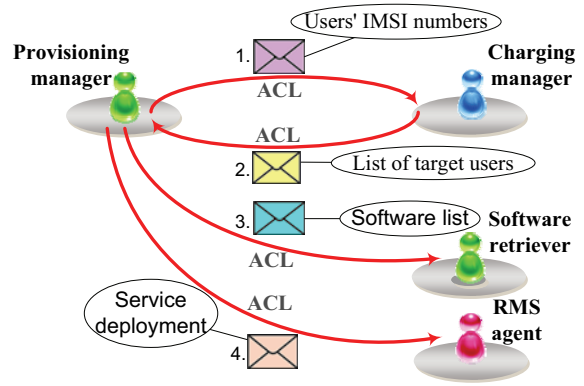 Users' IMSI numbers
Provisioning
manager
1.
Charging
manager
ACL
ACL
2.
List of target users
3.
Software list
Software
retriever
ACL
Service
deployment
ACL
RMS
agent
4.